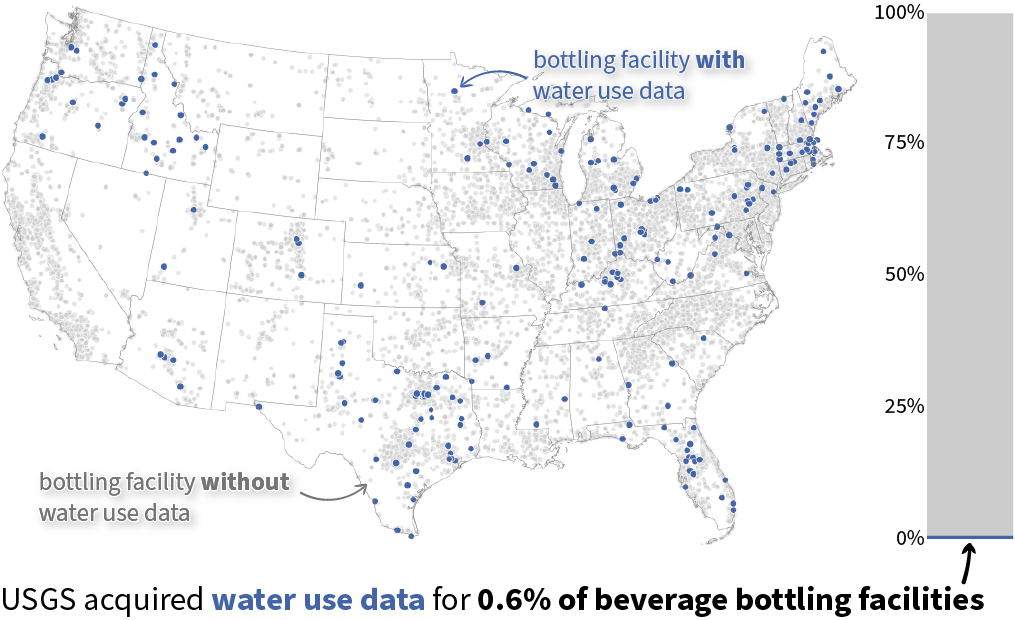 bottling facility with
water use data
bottling facility without
water use data
100%
75%
50%
25%
0%
USGS acquired water use data for 0.6% of beverage bottling facilities